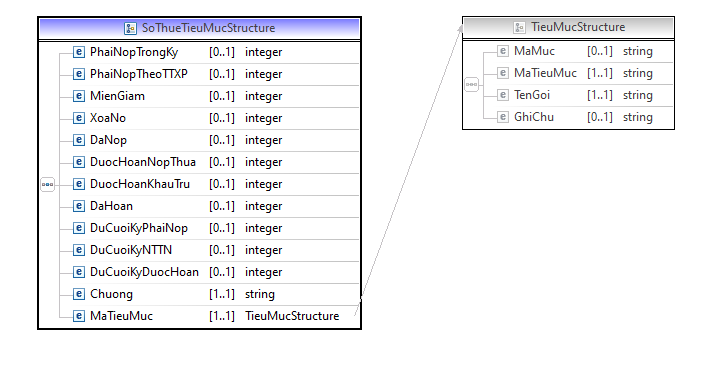 SoThueTieuMucStructure
e PhaiNopTrongKy [0..1] integer
e PhaiNopTheoTTXP [0..1] integer
e MienGiam [0..1] integer
e XoaNo [0..1] integer
e DaNop [0..1] integer
e DuocHoanNopThua [0..1] integer
e DuocHoanKhauTru [0..1] integer
e DaHoan [0..1] integer
e DuCuoiKyPhaiNop [0..1] integer
e DuCuoiKyNTTN [0..1] integer
e DuCuoiKyDuocHoan [0..1] integer
e Chuong [1..1] string
e MaTieuMuc [1..1] TieuMucStructure
TieuMucStructure
e MaMuc [0..1] string
e MaTieuMuc [1..1] string
e TenGoi [1..1] string
e GhiChu [0..1] string